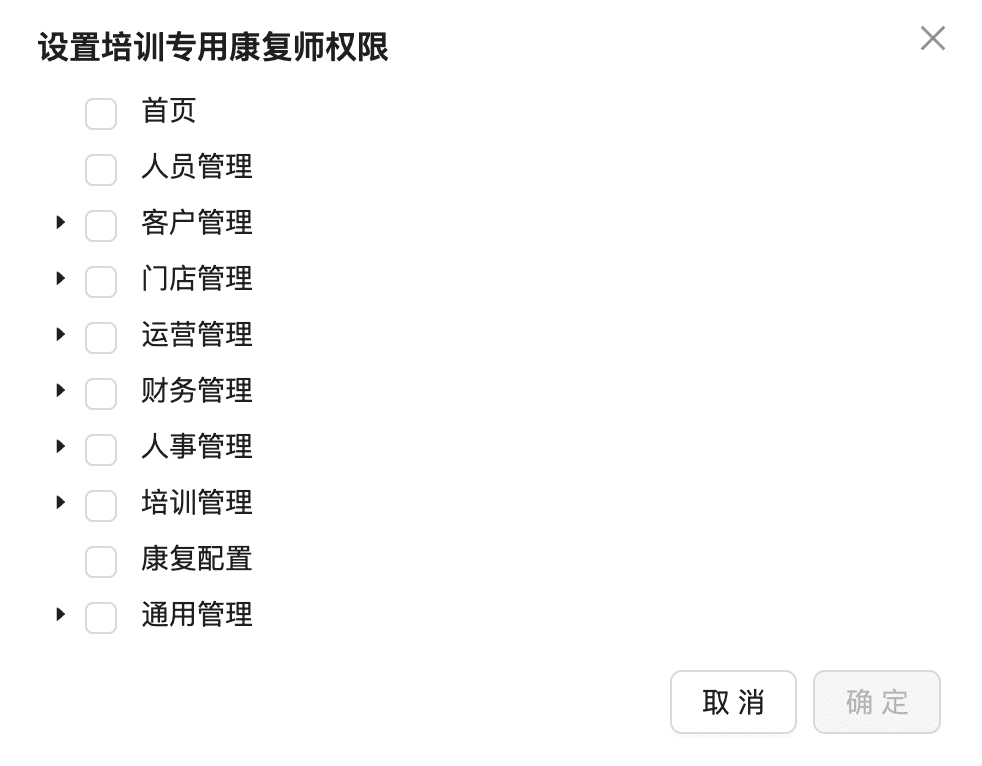 设置培训专用康复师权限
首页
人员管理
客户管理
门店管理
运营管理
财务管理
人事管理
培训管理
康复配置
通用管理
取 消
确 定